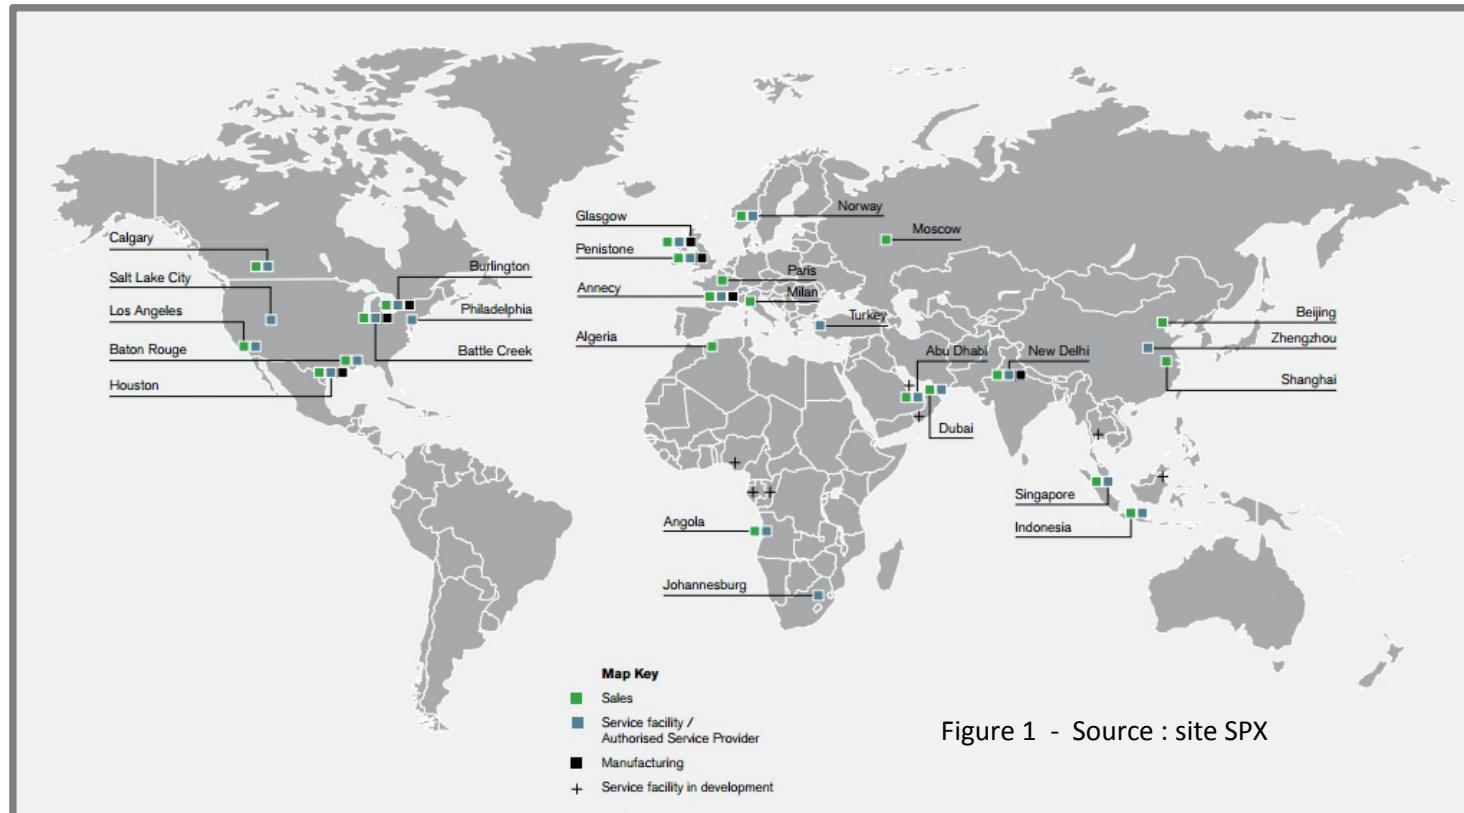 Calgary
Salt Lake City
Los Angeles
Baton Rouge
Houston
Burlington
Philadelphia
Battle Creek
Glasgow
Penistone
Annecy
Algeria
Norway
Moscow
Paris
Milan
Turkey
Abu Dhabi
New Delhi
Dubai
Beijing
Zhengzhou
Shanghai
Singapore
Indonesia
Angola
Johannesburg
Map Key
Sales
Service facility /
Authorised Service Provider
Manufacturing
Service facility in development
Figure 1 - Source : site SPX